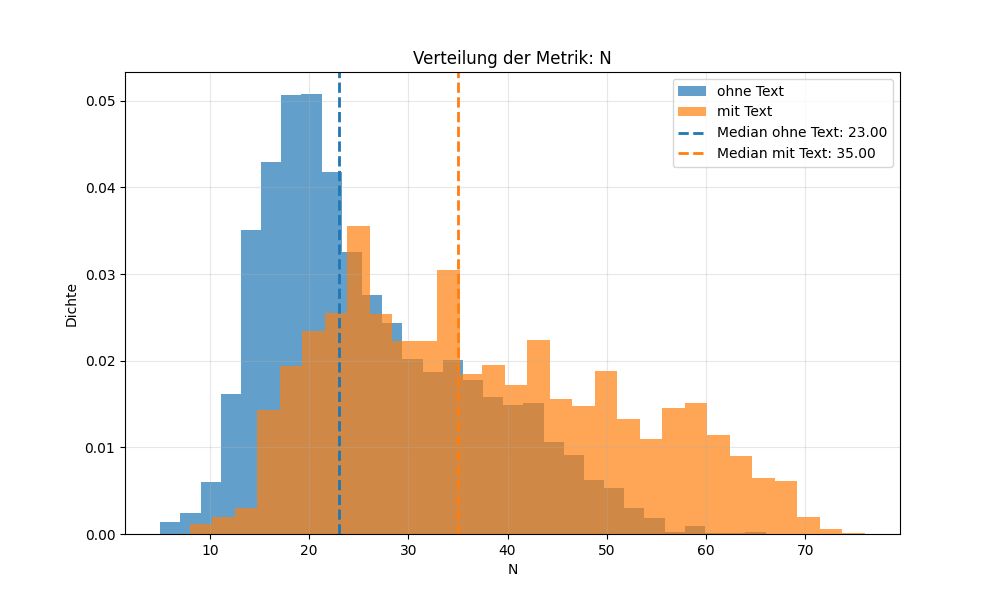 Verteilung der Metrik: N
ohne Text
mit Text
Median ohne Text: 23.00
Median mit Text: 35.00
Dichte
0.05
0.04
0.03
0.02
0.01
0.00
10 20 30 40 50 60 70
N